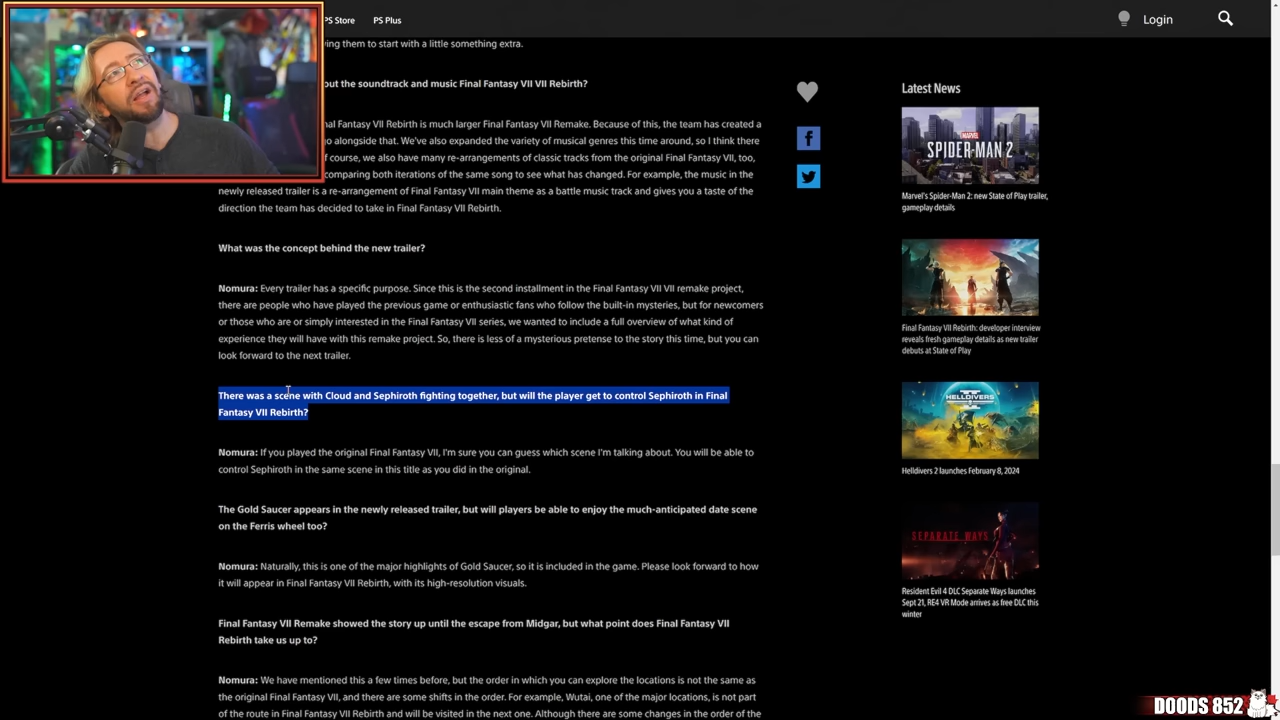 PS Store
PS Plus
Login
ving them to start with a little something extra.
out the soundtrack and music Final Fantasy VII VII Rebirth?
nal Fantasy VII Rebirth is much larger Final Fantasy VII Remake. Because of this, the team has created a
o alongside that. We've also expanded the variety of musical genres this time around, so I think there
f course, we also have many re-arrangements of classic tracks from the original Final Fantasy VII, too,
comparing both iterations of the same song to see what has changed. For example, the music in the
newly released trailer is a re-arrangement of Final Fantasy VII main theme as a battle music track and gives you a taste of the
direction the team has decided to take in Final Fantasy VII Rebirth.
What was the concept behind the new trailer?
Nomura: Every trailer has a specific purpose. Since this is the second installment in the Final Fantasy VII VII remake project,
there are people who have played the previous game or enthusiastic fans who follow the built-in mysteries, but for newcomers
or those who are or simply interested in the Final Fantasy VII series, we wanted to include a full overview of what kind of
experience they will have with this remake project. So, there is less of a mysterious pretense to the story this time, but you can
look forward to the next trailer.
There was a scene with Cloud and Sephiroth fighting together, but will the player get to control Sephiroth in Final
Fantasy VII Rebirth?
Nomura: If you played the original Final Fantasy VII, I'm sure you can guess which scene I'm talking about. You will be able to
control Sephiroth in the same scene in this title as you did in the original.
The Gold Saucer appears in the newly released trailer, but will players be able to enjoy the much-anticipated date scene
on the Ferris wheel too?
Nomura: Naturally, this is one of the major highlights of Gold Saucer, so it is included in the game. Please look forward to how
it will appear in Final Fantasy VII Rebirth, with its high-resolution visuals.
Final Fantasy VII Remake showed the story up until the escape from Midgar, but what point does Final Fantasy VII
Rebirth take us up to?
Nomura: We have mentioned this a few times before, but the order in which you can explore the locations is not the same as
the original Final Fantasy VII, and there are some shifts in the order. For example, Wutai, one of the major locations, is not part
of the route in Final Fantasy VII Rebirth and will be visited in the next one. Although there are some changes in the order of the
Latest News
MARVEL
SPIDER-MAN 2
Marvel's Spider-Man 2: new State of Play trailer,
gameplay details
Final Fantasy VII Rebirth: developer interview
reveals fresh gameplay details as new trailer
debuts at State of Play
HELLDIVERS
Helldivers 2 launches February 8, 2024
SEPARATE WAYS
Resident Evil 4 DLC Separate Ways launches
Sept 21, RE4 VR Mode arrives as free DLC this
winter
DOODS 852